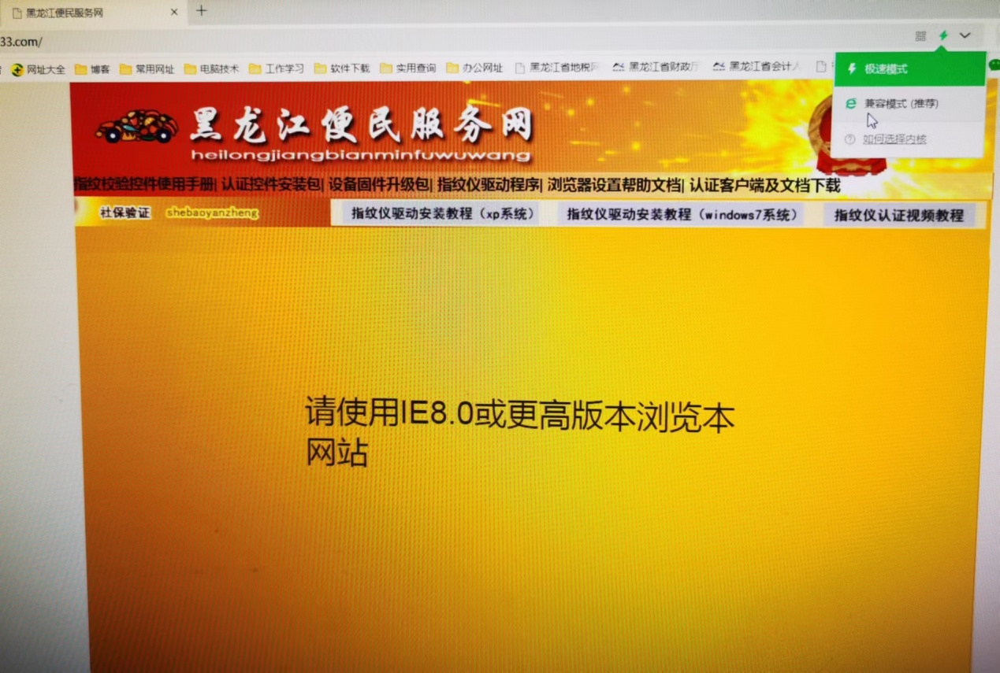 黑龙江便民服务网
33.com/
网址大全 博客 常用网址 电脑技术 工作学习 软件下载 实用查询 办公网址 黑龙江省地税 黑龙江省财政厅 黑龙江省会计人
极速模式
兼容模式 (推荐)
如何选择内核
黑龙江便民服务网
heilongjiangbianminfuwuwang
指纹校验控件使用手册| 认证控件安装包| 设备固件升级包| 指纹仪驱动程序| 浏览器设置帮助文档| 认证客户端及文档下载
社保验证 shebaoyanzheng 指纹仪驱动安装教程（xp系统） 指纹仪驱动安装教程（windows7系统） 指纹仪认证视频教程
请使用IE8.0或更高版本浏览本
网站